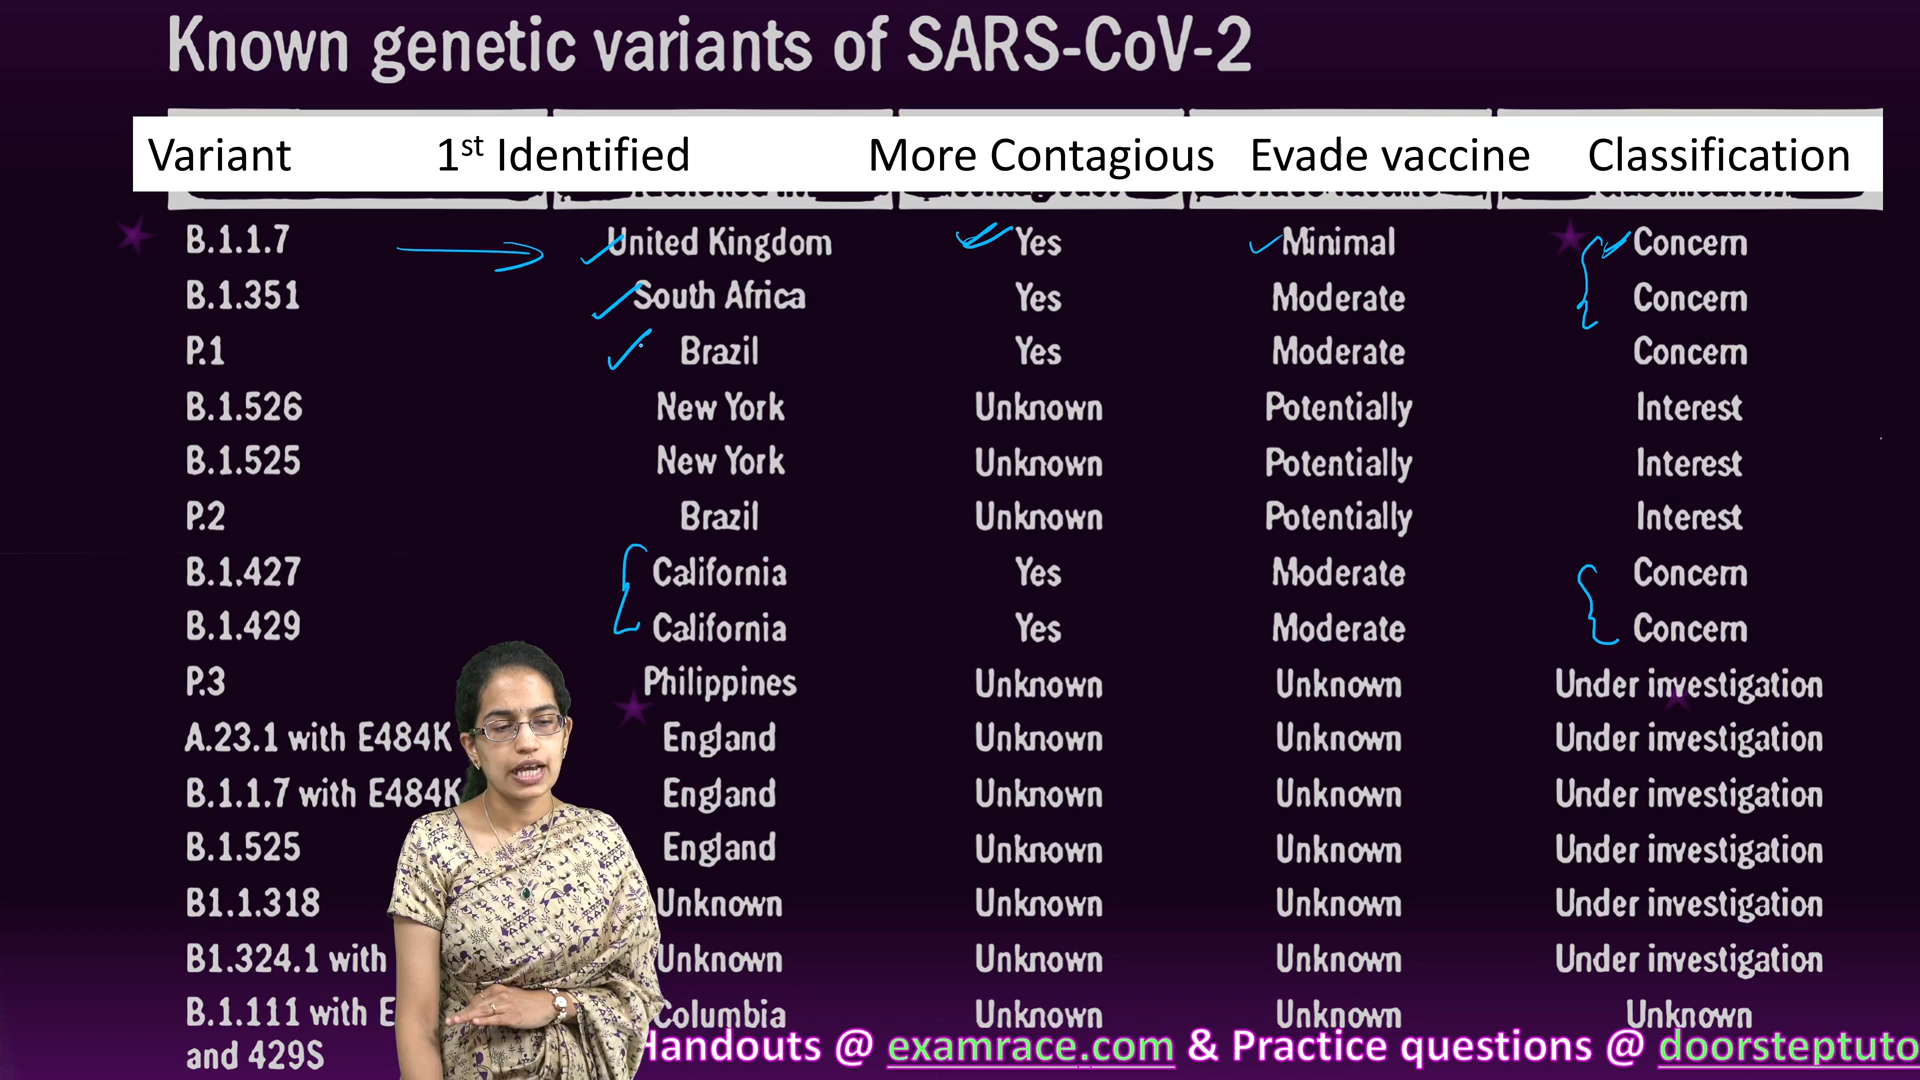 Known genetic variants of SARS-CoV-2
Variant 1st Identified More Contagious Evade vaccine Classification
B.1.1.7 United Kingdom Yes Minimal Concern
B.1.351 South Africa Yes Moderate Concern
P.1 Brazil Yes Moderate Concern
B.1.526 New York Unknown Potentially Interest
B.1.525 New York Unknown Potentially Interest
P.2 Brazil Unknown Potentially Interest
B.1.427 California Yes Moderate Concern
B.1.429 California Yes Moderate Concern
P.3 Philippines Unknown Unknown Under investigation
A.23.1 with E484K England Unknown Unknown Under investigation
B.1.1.7 with E484K England Unknown Unknown Under investigation
B.1.525 England Unknown Unknown Under investigation
B1.1.318 Unknown Unknown Unknown Under investigation
B1.324.1 with Unknown Unknown Unknown Under investigation
B.1.111 with E Columbia Unknown Unknown Unknown
and 429S
Handouts @ examrace.com & Practice questions @ doorsteptuto